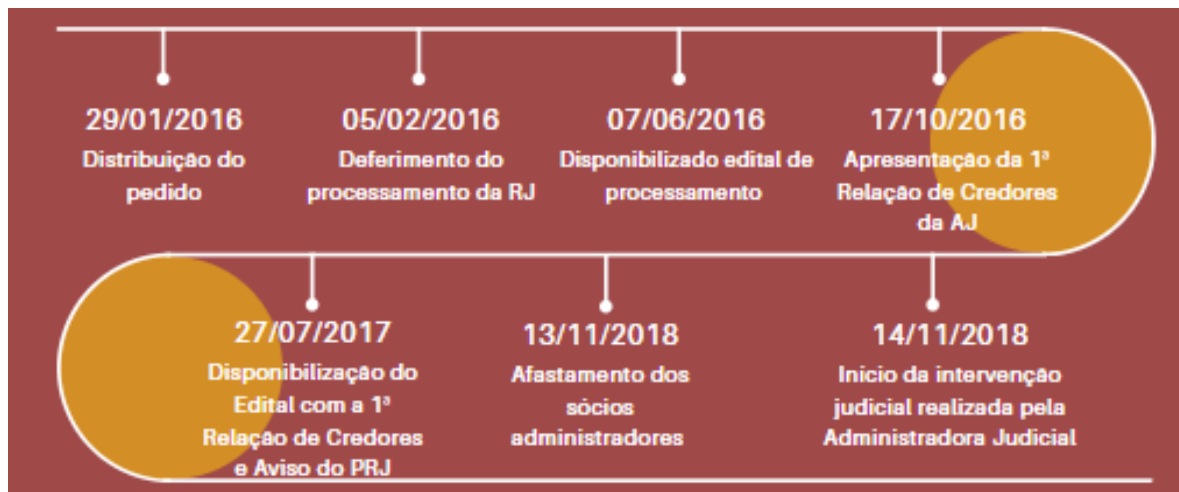 29/01/2016
Distribuição do
pedido
05/02/2016
Deferimento do
processamento da RJ
07/06/2016
Disponibilizado edital de
processamento
17/10/2016
Apresentação da 1ª
Relação de Credores
da AJ
27/07/2017
Disponibilização do
Edital com a 1ª
Relação de Credores
e Aviso do PRJ
13/11/2018
Afastamento dos
sócios
administradores
14/11/2018
Início da intervenção
judicial realizada pela
Administradora Judicial